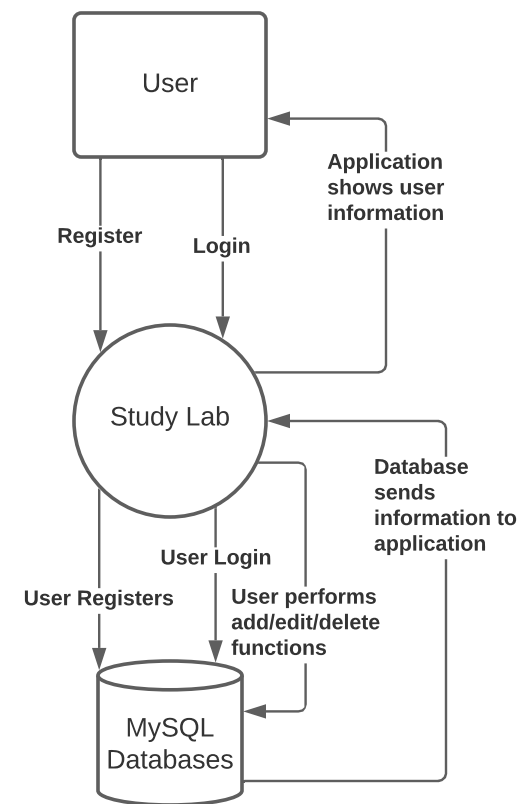 User
Application
shows user
information
Register
Login
Study Lab
Database
sends
information to
application
User Login
User Registers
User performs
add/edit/delete
functions
MySQL
Databases